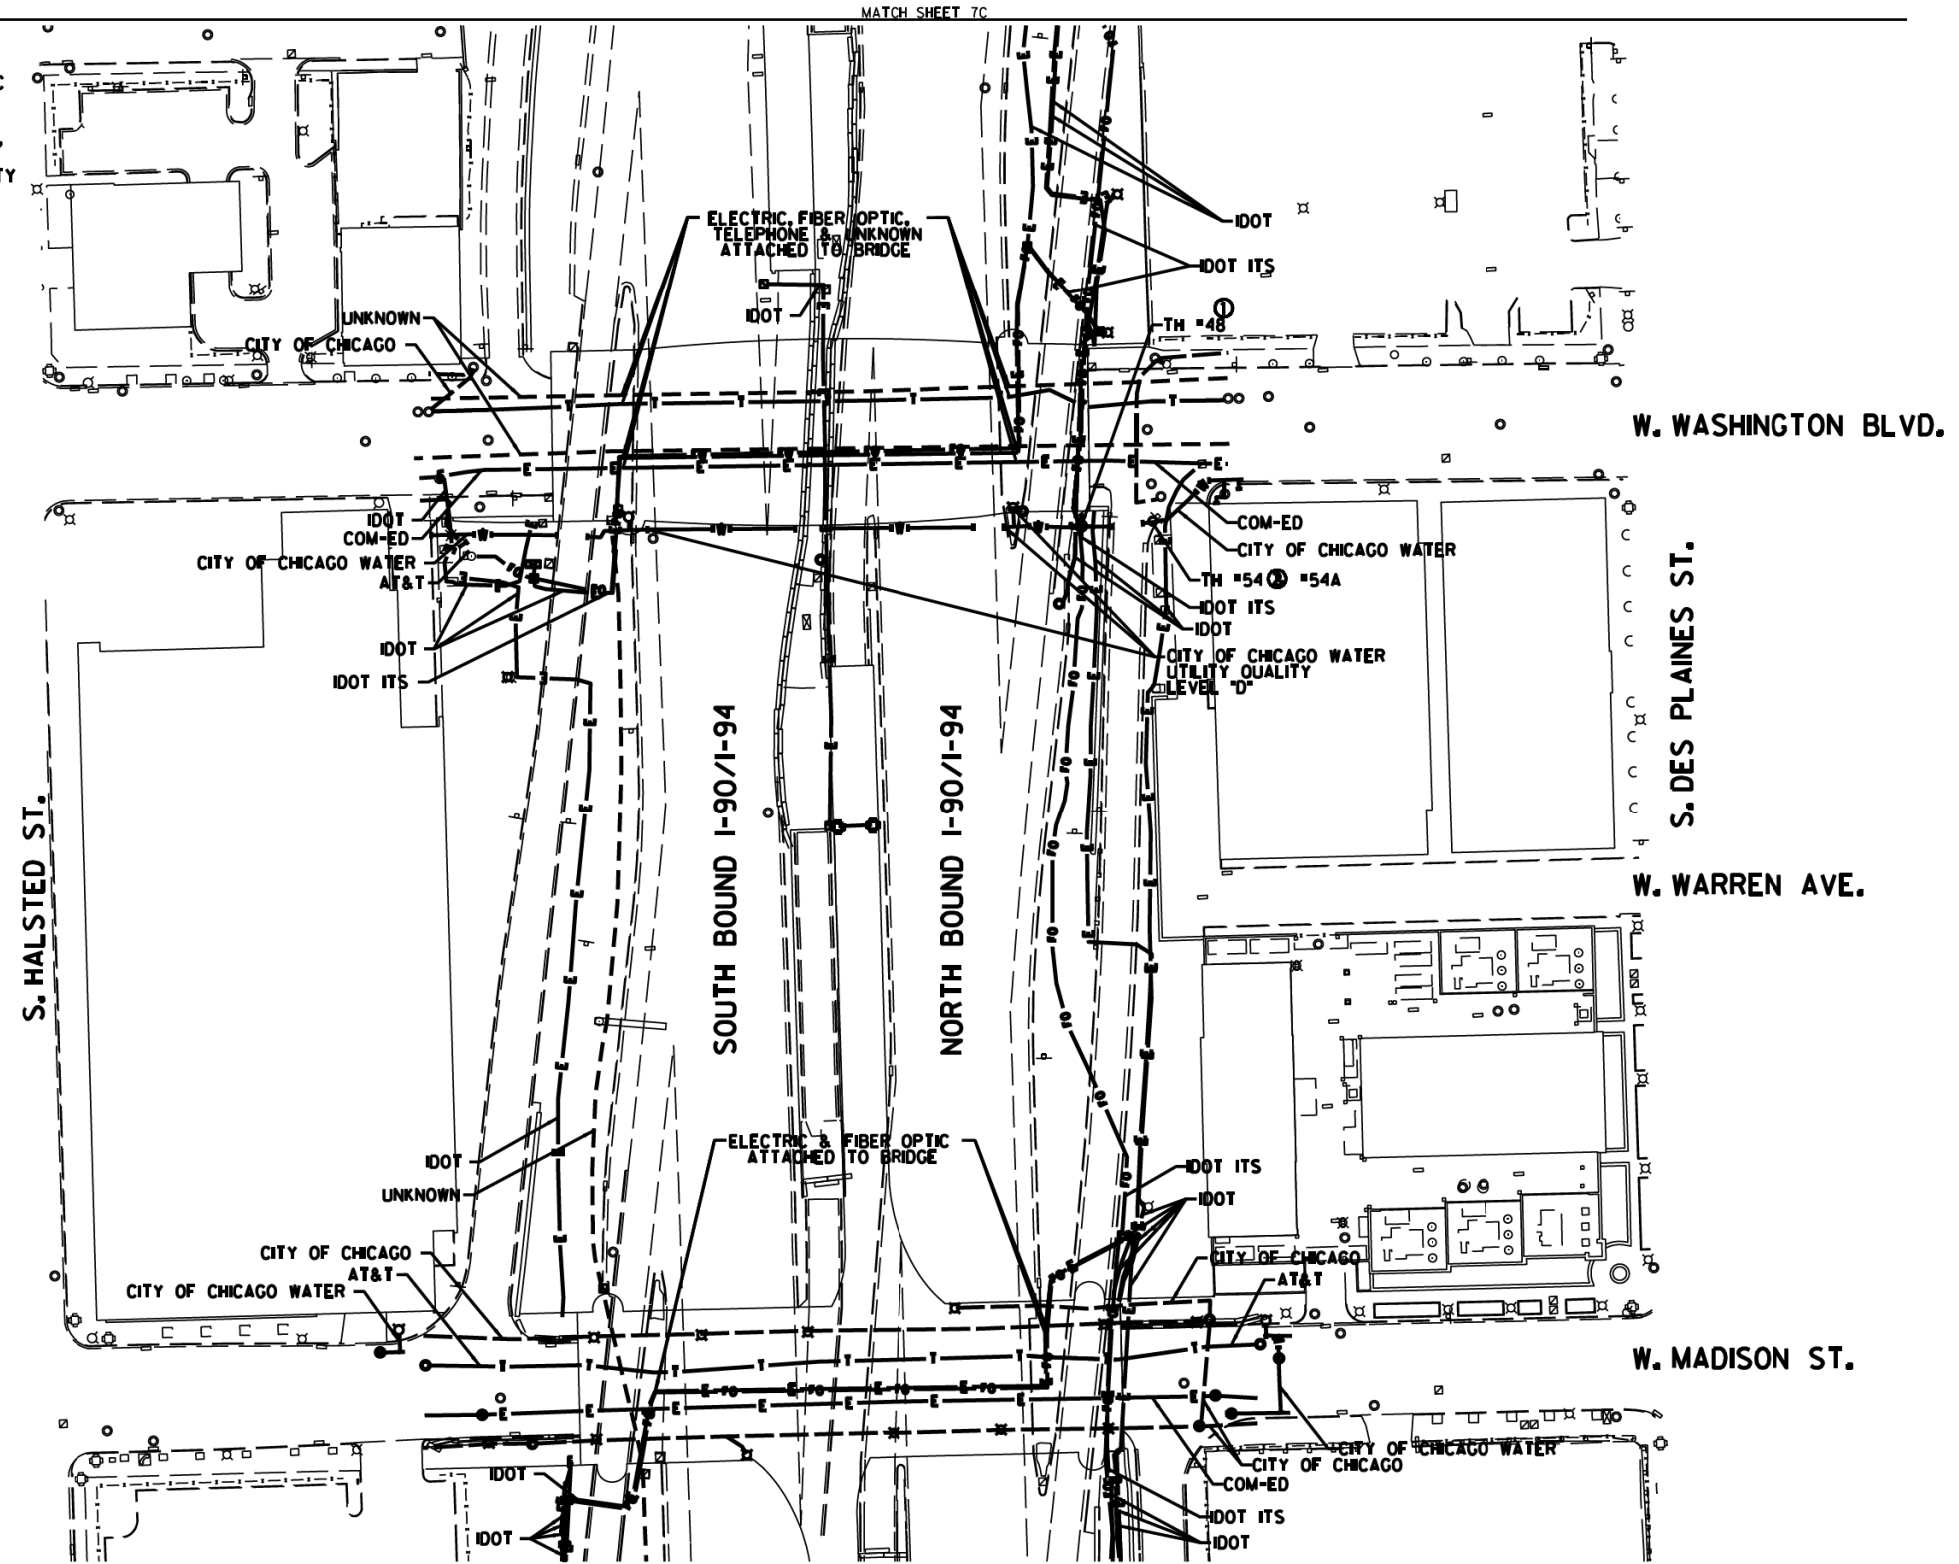 MATCH SHEET 7C
C
TY
ELECTRIC, FIBER OPTIC,
TELEPHONE & UNKNOWN
ATTACHED TO BRIDGE
IDOT
IDOT ITS
IDOT
1
TH "48
UNKNOWN
CITY OF CHICAGO
W. WASHINGTON BLVD.
IDOT
COM-ED
CITY OF CHICAGO WATER
AT&T
IDOT
IDOT ITS
COM-ED
CITY OF CHICAGO WATER
TH "54 2 "54A
IDOT ITS
IDOT
CITY OF CHICAGO WATER
UTILITY QUALITY
LEVEL "D"
S. DES PLAINES ST.
SOUTH BOUND I-90/I-94
NORTH BOUND I-90/I-94
S. HALSTED ST.
W. WARREN AVE.
ELECTRIC & FIBER OPTIC
ATTACHED TO BRIDGE
IDOT
UNKNOWN
IDOT ITS
IDOT
CITY OF CHICAGO
AT&T
CITY OF CHICAGO WATER
CITY OF CHICAGO
AT&T
W. MADISON ST.
CITY OF CHICAGO WATER
CITY OF CHICAGO
COM-ED
IDOT ITS
IDOT
IDOT
IDOT